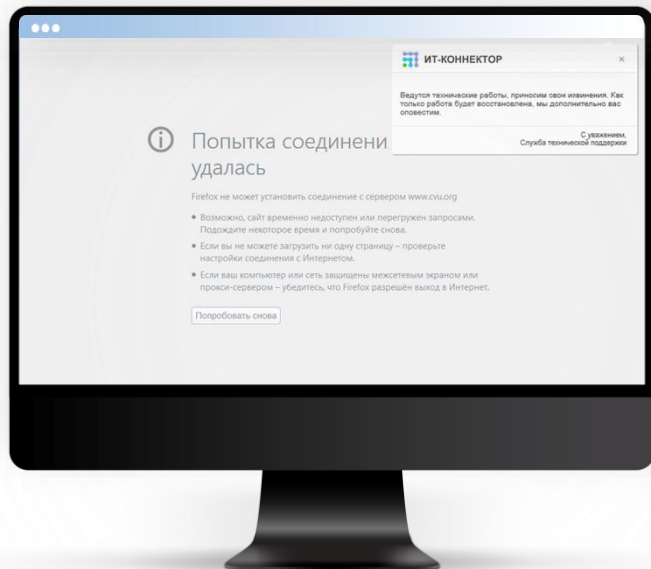 ИТ-КОННЕКТОР
Ведутся технические работы, приносим свои извинения. Как
только работа будет восстановлена, мы дополнительно вас
оповестим.
С уважением,
Служба технической поддержки
Попытка соединени
удалась
Firefox не может установить соединение с сервером www.cvu.org
• Возможно, сайт временно недоступен или перегружен запросами.
Подождите некоторое время и попробуйте снова.
• Если вы не можете загрузить ни одну страницу – проверьте
настройки соединения с Интернетом.
• Если ваш компьютер или сеть защищены межсетевым экраном или
прокси-сервером – убедитесь, что Firefox разрешён выход в Интернет.
Попробовать снова